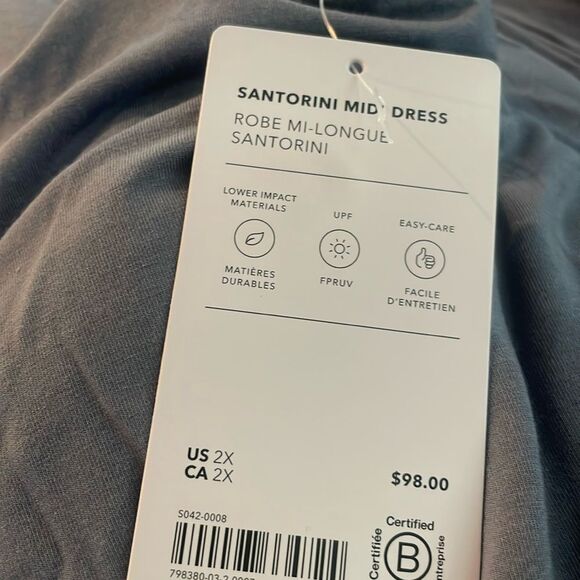 SANTORINI MIDI DRESS
ROBE MI-LONGUE
SANTORINI
LOWER IMPACT
MATERIALS
MATIÈRES
DURABLES
UPF
FPRUV
EASY-CARE
FACILE
D'ENTRETIEN
US 2X
CA 2X
$98.00
S042-0008
Certified
Certifiée
B
Entreprise